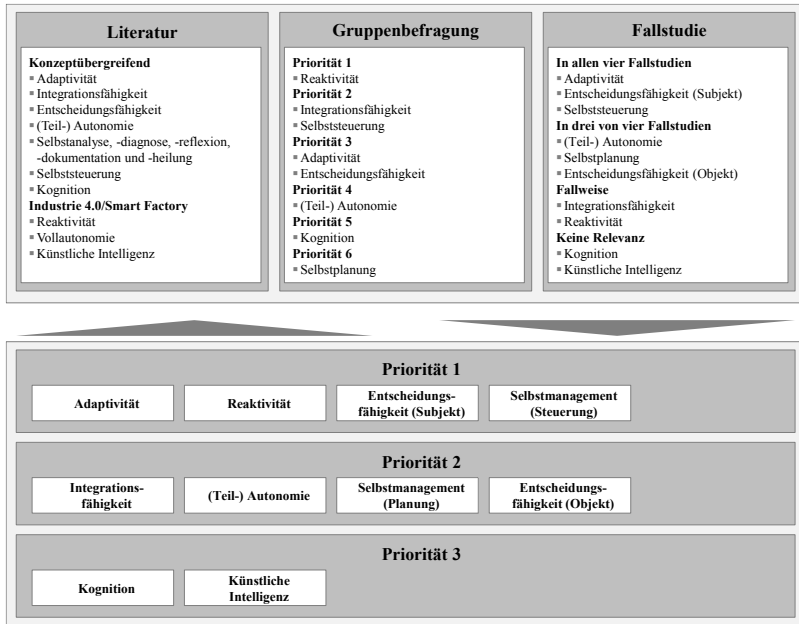 Literatur
Konzeptübergreifend
Adaptivität
Integrationsfähigkeit
Entscheidungsfähigkeit
(Teil-) Autonomie
Selbstanalyse, -diagnose, -reflexion,
-dokumentation und -heilung
Selbststeuerung
Kognition
Industrie 4.0/Smart Factory
Reaktivität
Vollautonomie
Künstliche Intelligenz
Gruppenbefragung
Priorität 1
Reaktivität
Priorität 2
Integrationsfähigkeit
Selbststeuerung
Priorität 3
Adaptivität
Entscheidungsfähigkeit
Priorität 4
(Teil-) Autonomie
Priorität 5
Kognition
Priorität 6
Selbstplanung
Fallstudie
In allen vier Fallstudien
Adaptivität
Entscheidungsfähigkeit (Subjekt)
Selbststeuerung
In drei von vier Fallstudien
(Teil-) Autonomie
Selbstplanung
Entscheidungsfähigkeit (Objekt)
Fallweise
Integrationsfähigkeit
Reaktivität
Keine Relevanz
Kognition
Künstliche Intelligenz
Priorität 1
Adaptivität
Reaktivität
Entscheidungs-
fähigkeit (Subjekt)
Selbstmanagement
(Steuerung)
Priorität 2
Integrations-
fähigkeit
(Teil-) Autonomie
Selbstmanagement
(Planung)
Entscheidungs-
fähigkeit (Objekt)
Priorität 3
Kognition
Künstliche
Intelligenz